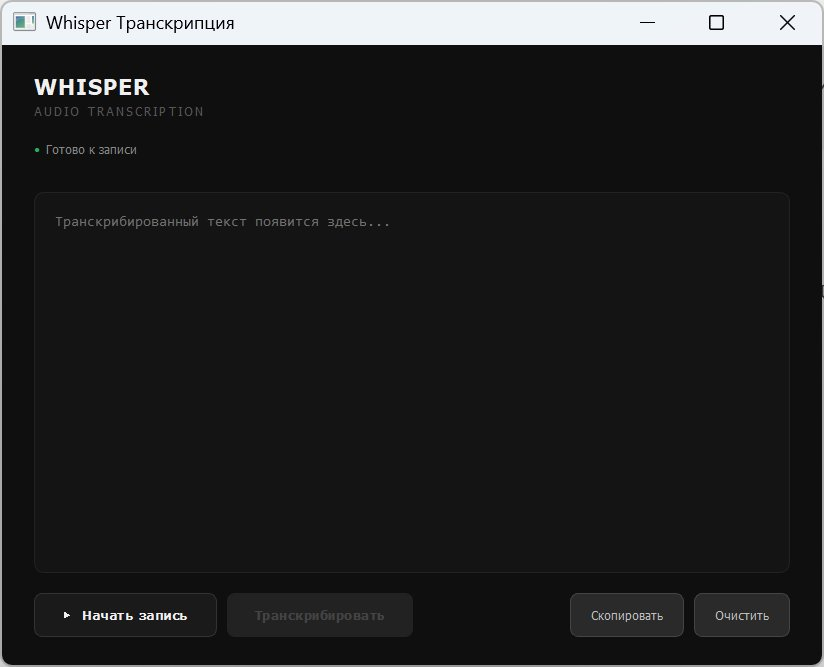 Whisper Транскрипция
WHISPER
AUDIO TRANSCRIPTION
Готово к записи
Транскрибированный текст появится здесь...
Начать запись
Транскрибировать
Скопировать
Очистить